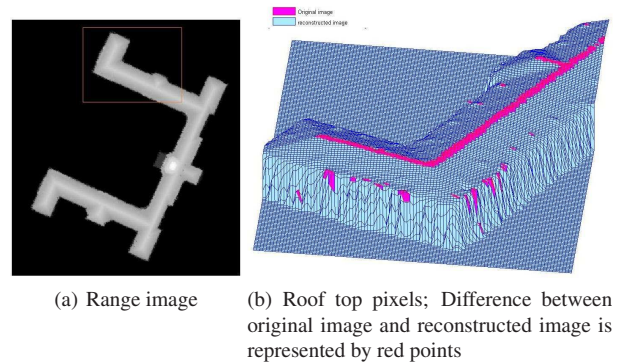 Original image
reconstructed image
(a) Range image
(b) Roof top pixels; Difference between
original image and reconstructed image is
represented by red points